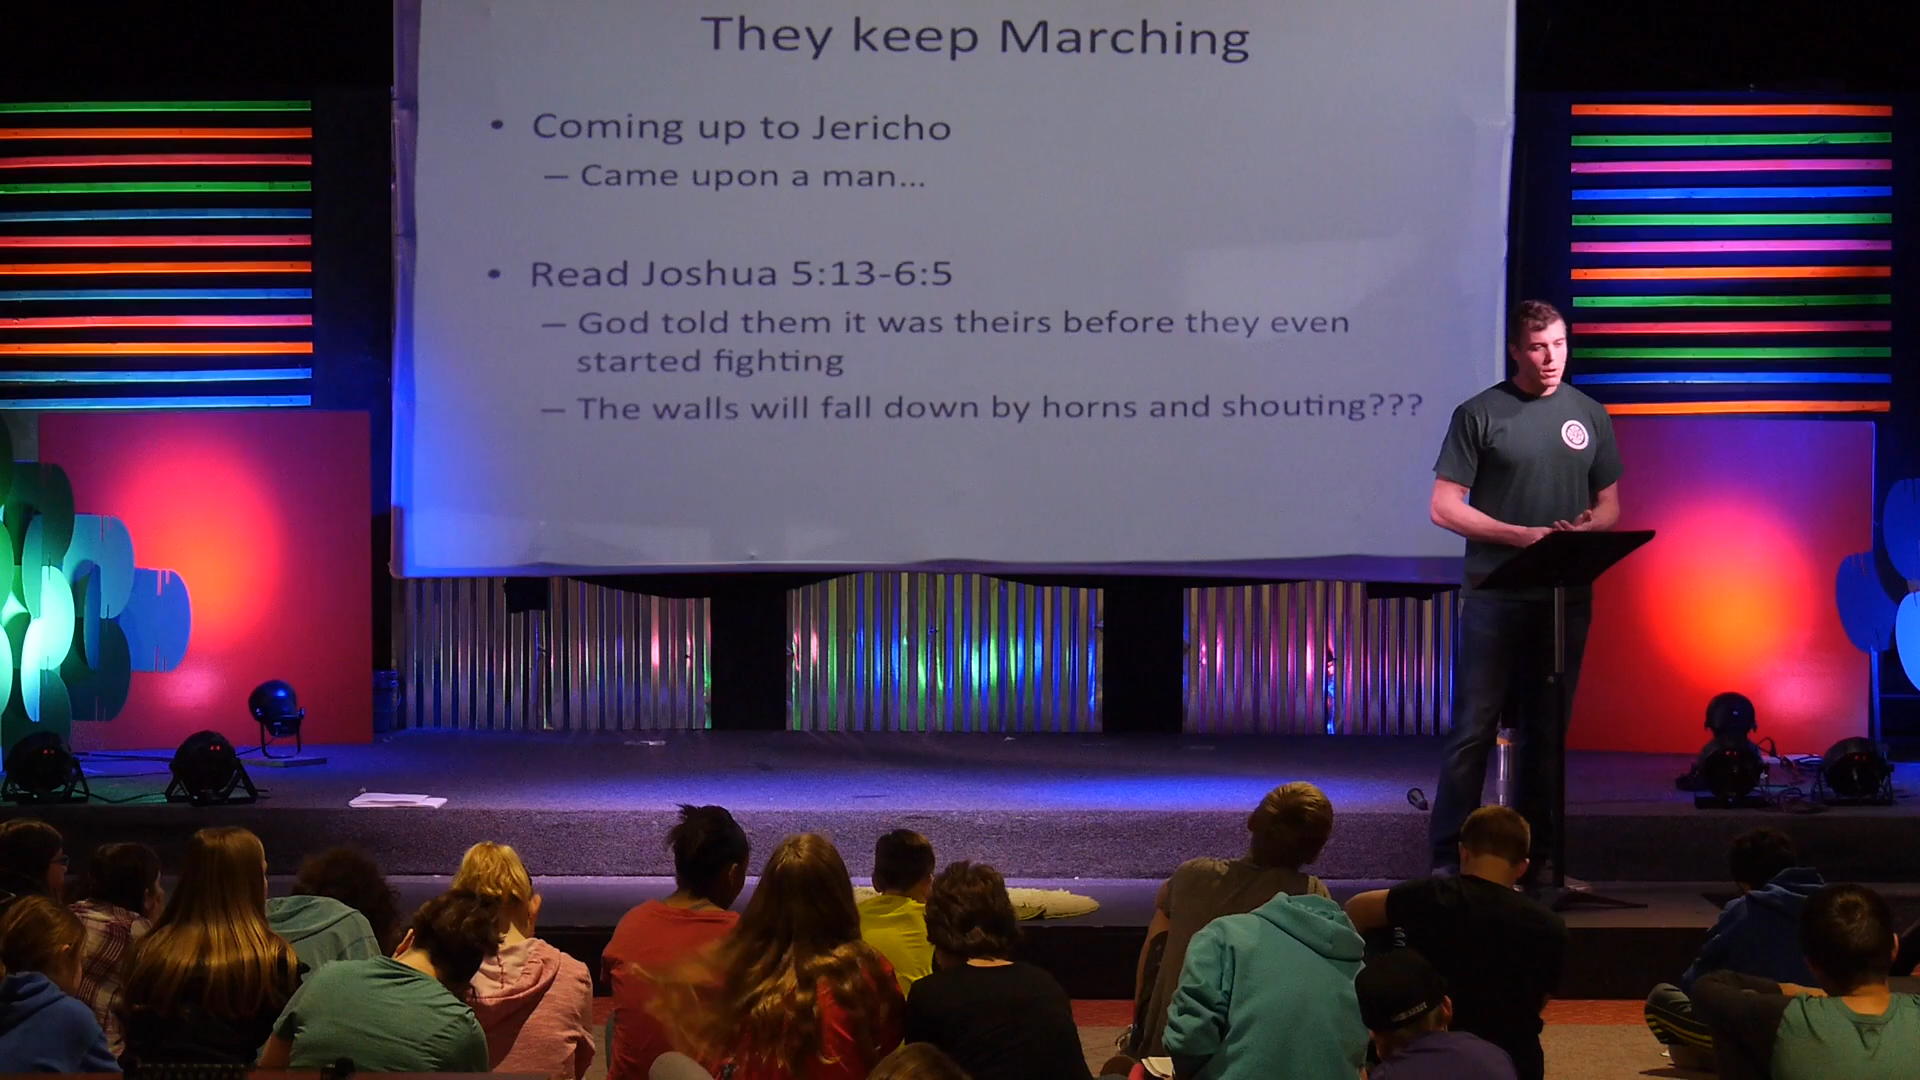 They keep Marching
• Coming up to Jericho
– Came upon a man...
• Read Joshua 5:13-6:5
– God told them it was theirs before they even
started fighting
– The walls will fall down by horns and shouting???